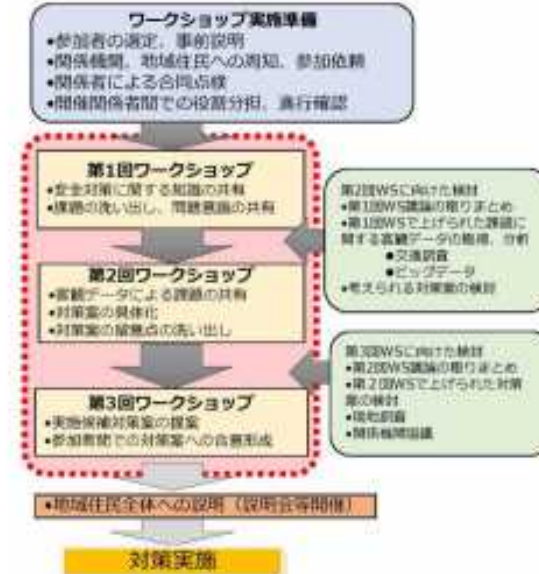 ワークショップ実施準備
•参加者の選定、事前説明
•関係機関、地域住民への周知、参加依頼
•関係者による合同点検
•開催関係者間での役割分担、進行確認
第1回ワークショップ
•安全対策に関する知識の共有
•課題の洗い出し、問題意識の共有
第2回WSに向けた検討
•第1回WS議論の取りまとめ
•第1回WSで上げられた課題に
関する客観データの取得、分析
●交通調査
●ビッグデータ
•考えられる対策案の検討
第2回ワークショップ
•客観データによる課題の共有
•対策案の具体化
•対策案の留意点の洗い出し
第3回WSに向けた検討
•第2回WS議論の取りまとめ
•第2回WSで上げられた対策
案の検討
•現地調査
•関係機関協議
第3回ワークショップ
•実施候補対策案の提案
•参加者間での対策案への合意形成
•地域住民全体への説明（説明会等開催）
対策実施